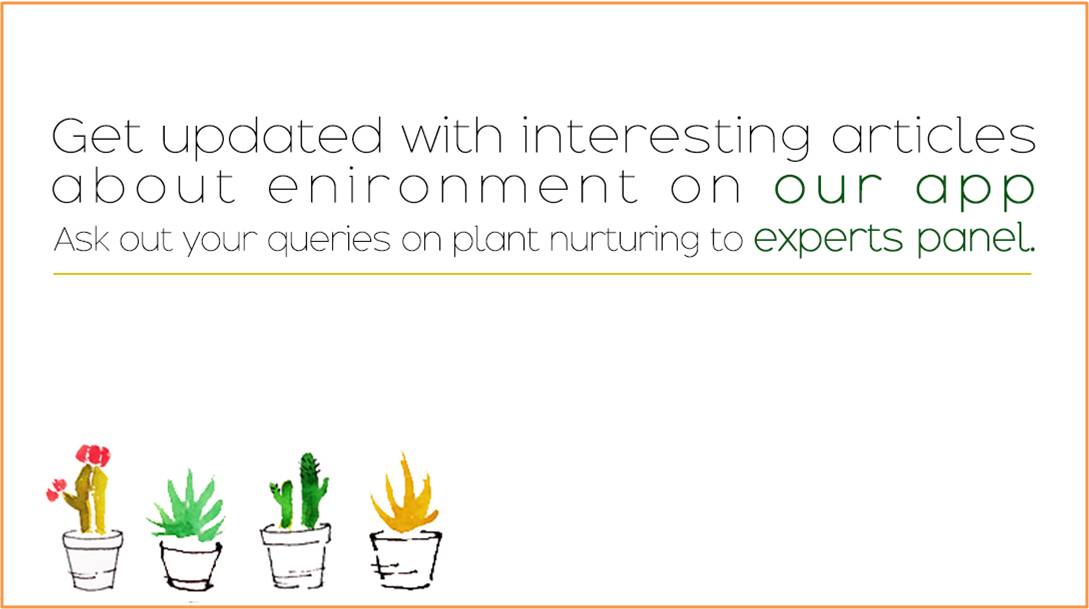 Get updated with interesting articles
about enironment on our app
Ask out your queries on plant nurturing to experts panel.